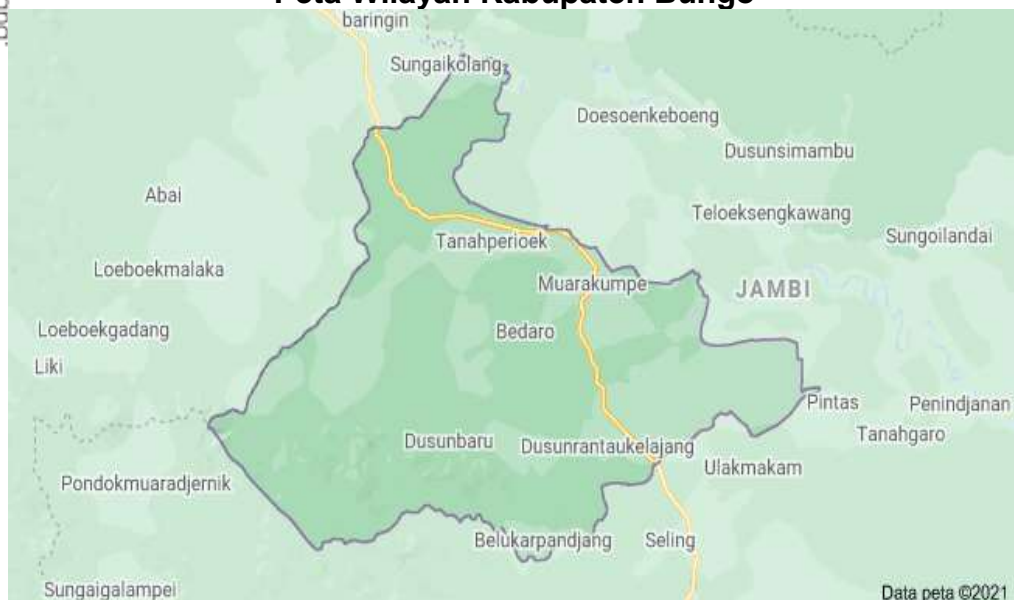 Peta Wilayah Kabupaten Bungo
baringin
Sungaikolang
Doesoenkeboeng
Dusunsimambu
Abai
Teloeksengkawang
Sungoilandai
Tanahperioek
Loeboekmalaka
Muarakumpe
JAMBI
Loeboekgadang
Bedaro
Liki
Pintas
Penindjanan
Tanahgaro
Dusunbaru
Dusunrantaukelajang
Ulakmakam
Pondokmuaradjernik
Belukarpandjang
Seling
Sungaigalampei
Data peta ©2021